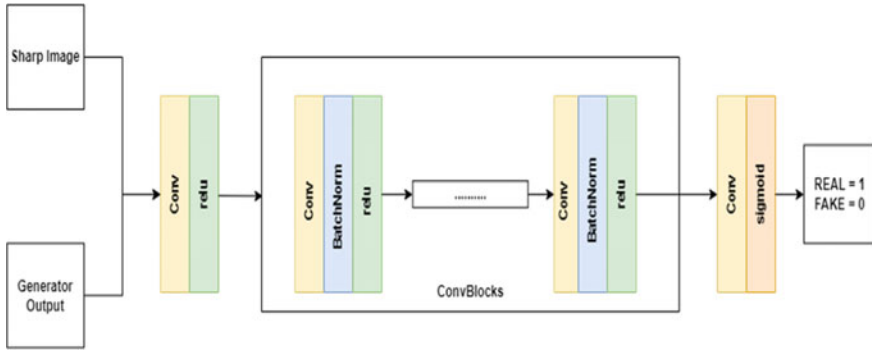 Sharp Image
Generator
Output
Conv
relu
Conv
BatchNorm
relu
..........
Conv
BatchNorm
relu
ConvBlocks
Conv
sigmoid
REAL = 1
FAKE = 0